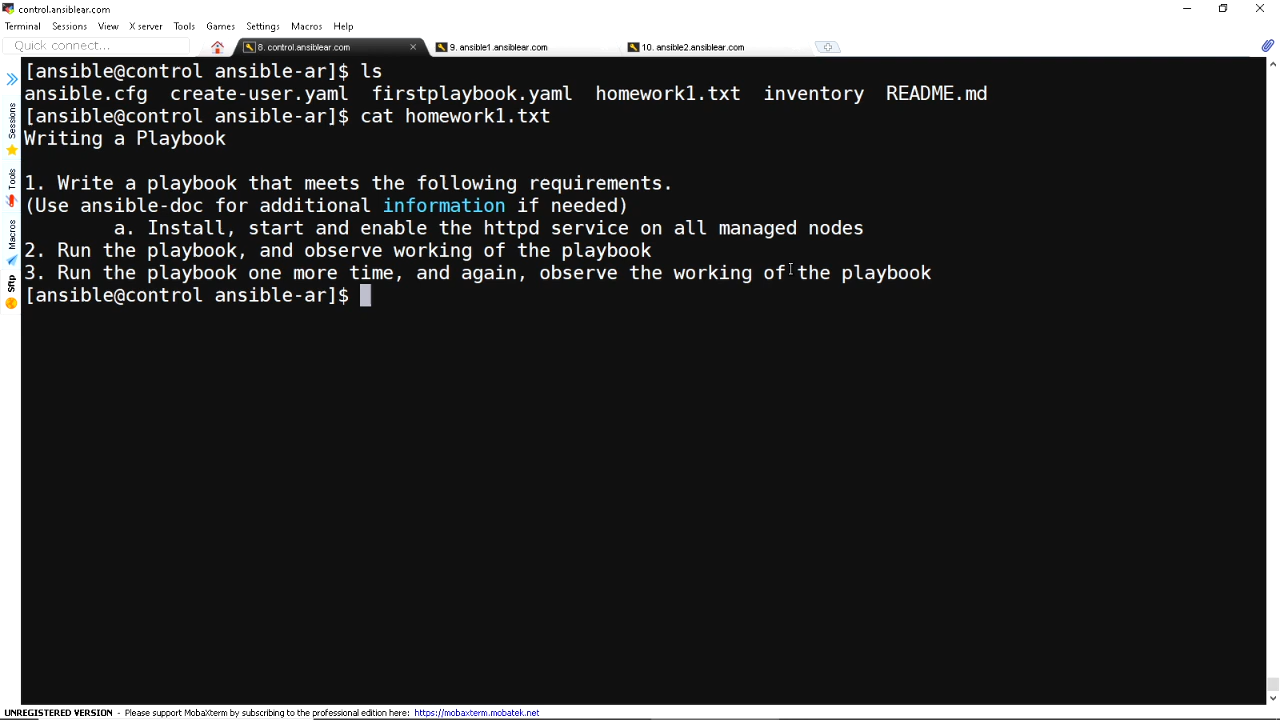 control.ansiblear.com
Terminal Sessions View X server Tools Games Settings Macros Help
Quick connect... 8. control.ansiblear.com 9. ansible1.ansiblear.com 10. ansible2.ansiblear.com
Sessions
Tools
Macros
Sftp
[ansible@control ansible-ar]$ ls
ansible.cfg create-user.yaml firstplaybook.yaml homework1.txt inventory README.md
[ansible@control ansible-ar]$ cat homework1.txt
Writing a Playbook
1. Write a playbook that meets the following requirements.
(Use ansible-doc for additional information if needed)
a. Install, start and enable the httpd service on all managed nodes
2. Run the playbook, and observe working of the playbook
3. Run the playbook one more time, and again, observe the working of the playbook
[ansible@control ansible-ar]$
UNREGISTERED VERSION - Please support MobaXterm by subscribing to the professional edition here: https://mobaxterm.mobatek.net